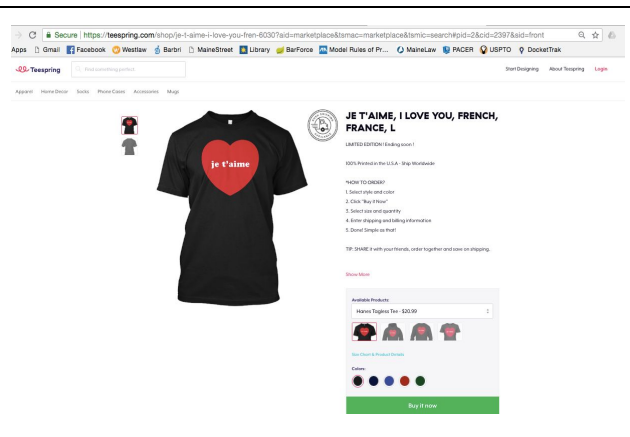 Secure | https://teespring.com/shop/je-t-aime-i-love-you-fren-6030?aid=marketplace&tsmac=marketplace&tsmic=search#pid=2&cid=2397&sid=front
Apps Gmail Facebook Westlaw Barbri MaineStreet Library BarForce Model Rules of Pr... MaineLaw PACER USPTO DocketTrak
Teespring Find something perfect Start Designing About Teespring Login
Apparel Home Decor Socks Phone Cases Accessories Mugs
JE T'AIME, I LOVE YOU, FRENCH,
FRANCE, L
je t'aime
LIMITED EDITION! Ending soon !
100% Printed in the U.S.A - Ship Worldwide
*HOW TO ORDER?
1. Select style and color
2. Click "Buy it Now"
3. Select size and quantity
4. Enter shipping and billing information
5. Done! Simple as that!
TIP: SHARE it with your friends, order together and save on shipping.
Show More
Available Products:
Hanes Tagless Tee - $20.99
Size Chart & Product Details
Colors:
Buy it now